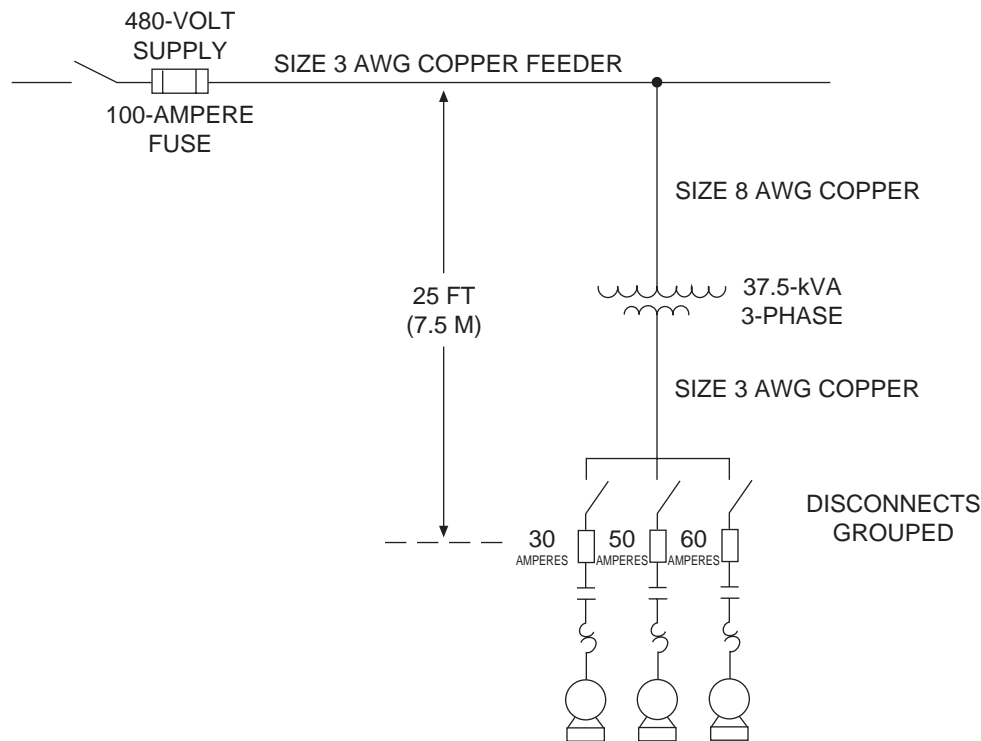 480-VOLT
SUPPLY
SIZE 3 AWG COPPER FEEDER
100-AMPERE
FUSE
SIZE 8 AWG COPPER
25 FT
(7.5 M)
37.5-kVA
3-PHASE
SIZE 3 AWG COPPER
DISCONNECTS
GROUPED
30
AMPERES
50
AMPERES
60
AMPERES